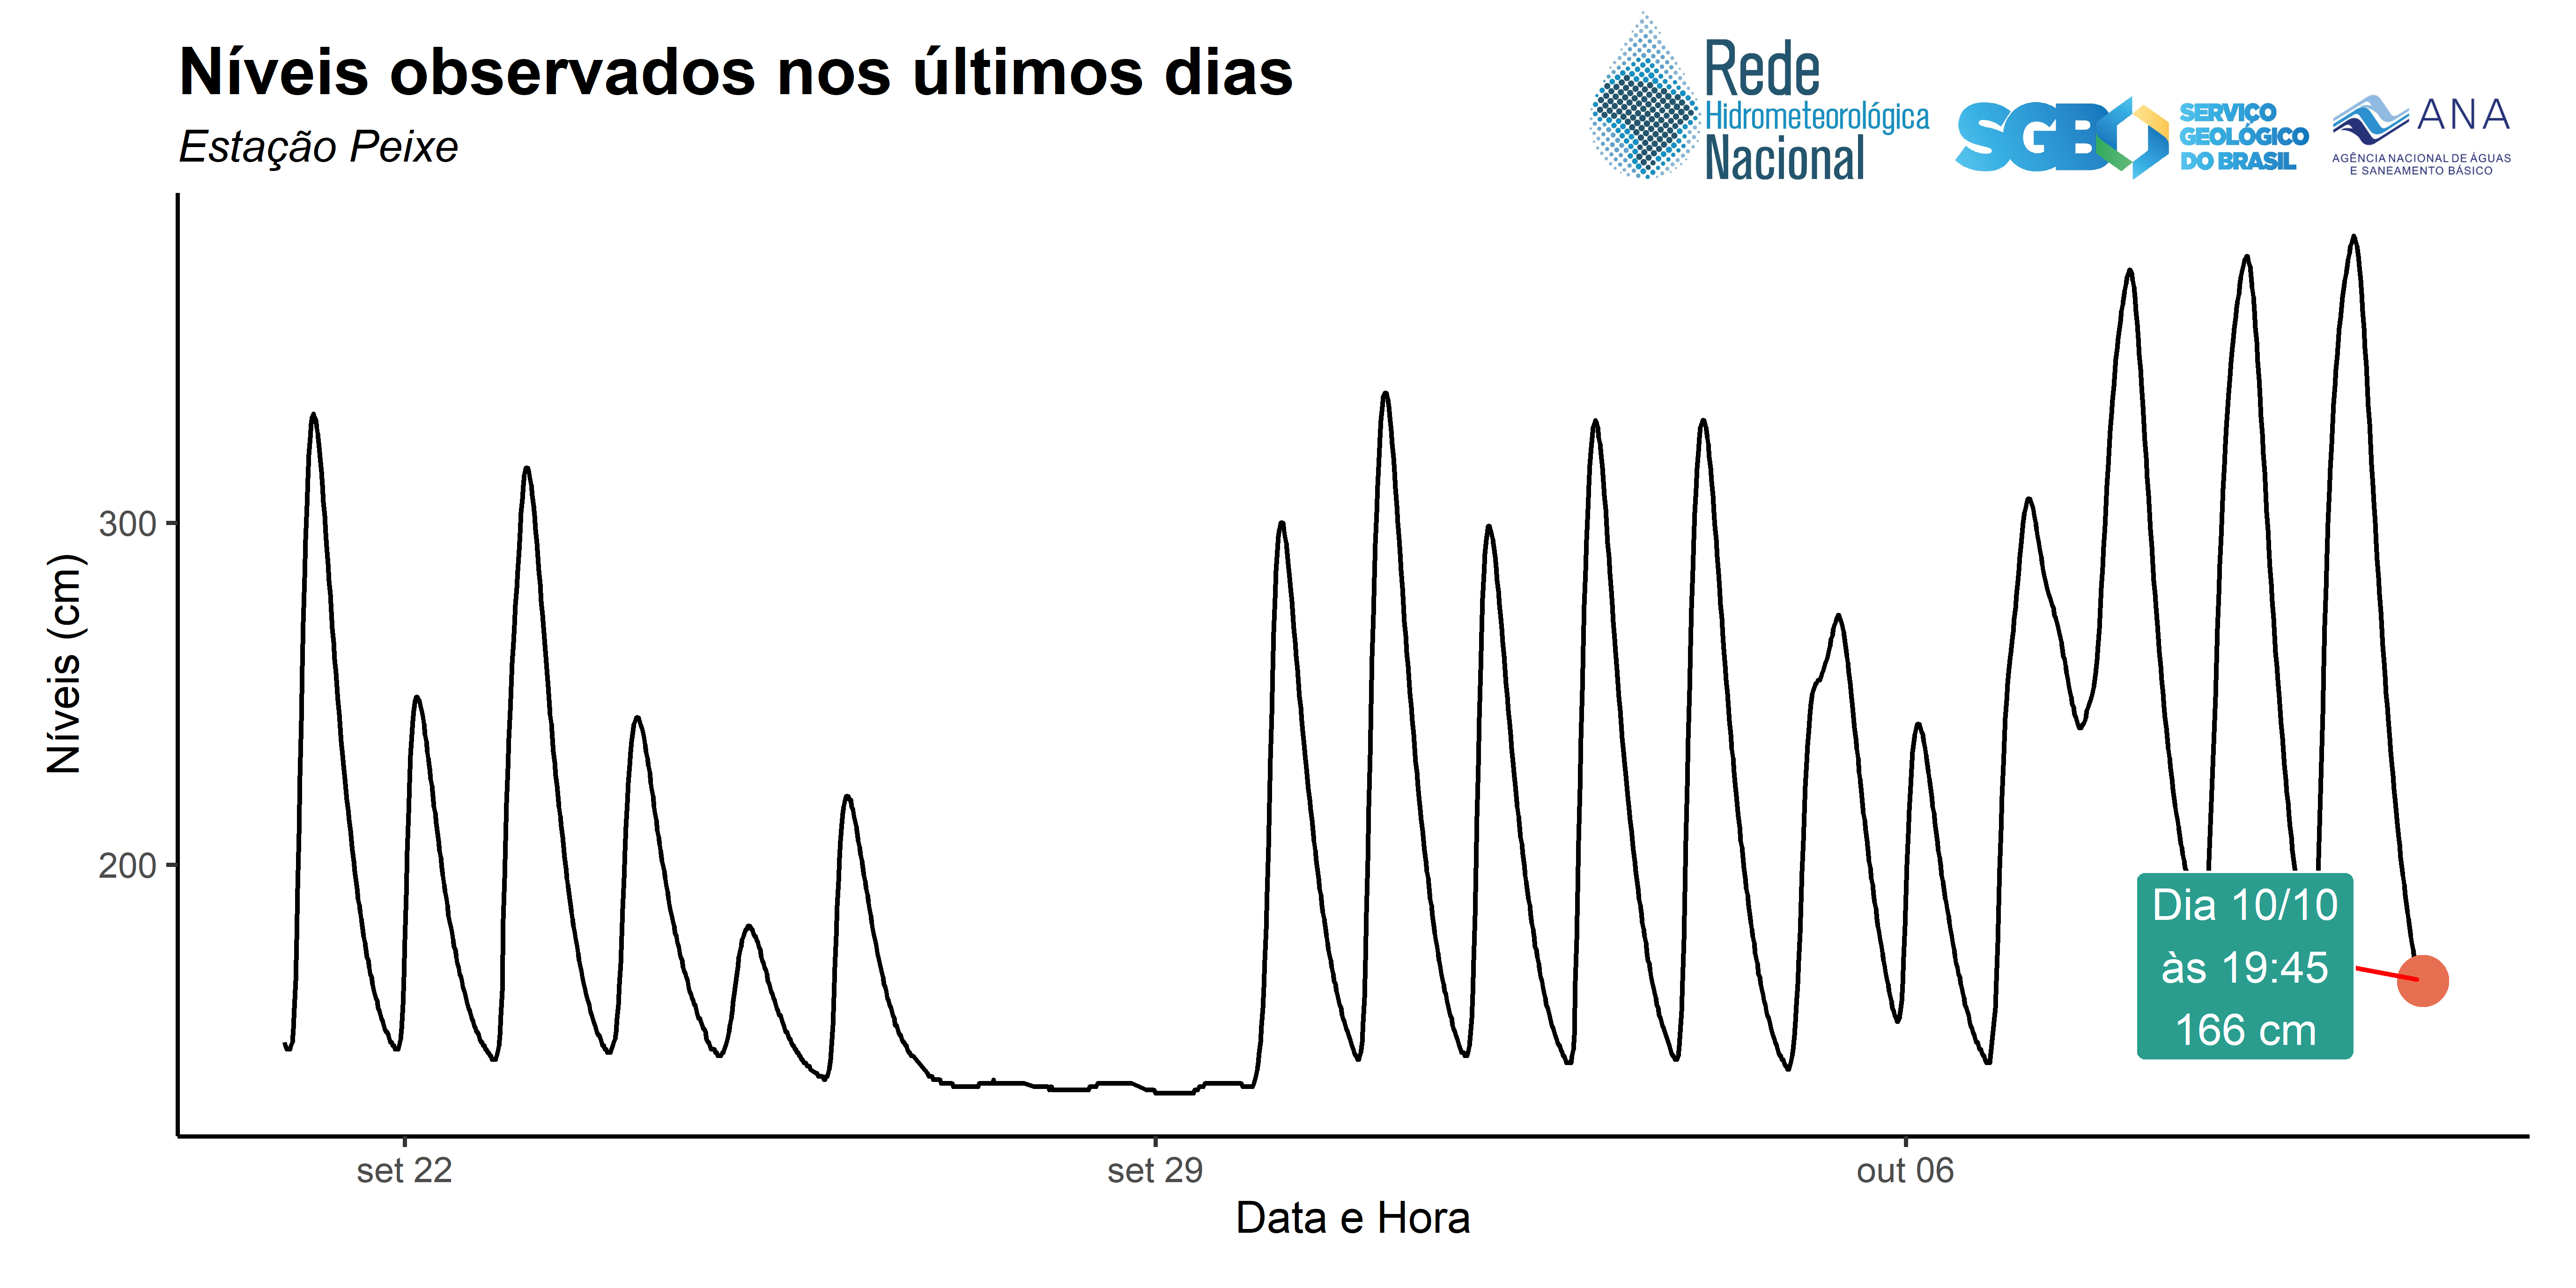 Níveis observados nos últimos dias
Estação Peixe
Rede
Hidrometeorológica
Nacional
SGB
SERVIÇO
GEOLÓGICO
DO BRASIL
ANA
AGÊNCIA NACIONAL DE ÁGUAS
E SANEAMENTO BÁSICO
Níveis (cm)
300
200
Dia 10/10
às 19:45
166 cm
set 22
set 29
out 06
Data e Hora